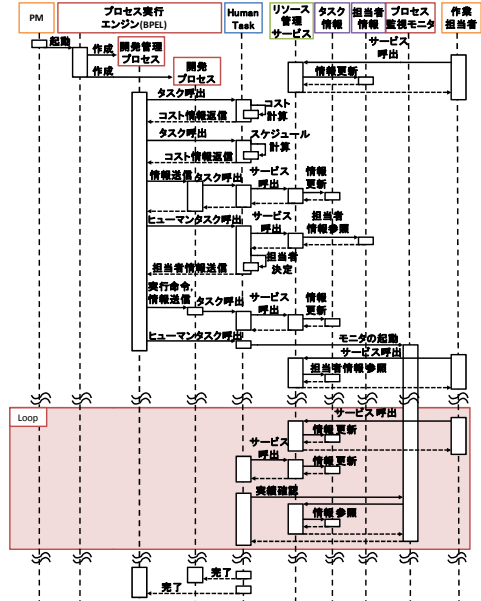 PM
プロセス実行
エンジン(BPEL)
Human
Task
リソース
管理
サービス
タスク
情報
担当者
情報
プロセス
監視モニタ
作業
担当者
起動
作成
開発管理
プロセス
サービス
呼出
作成
開発
プロセス
情報更新
タスク呼出
コスト
計算
コスト情報返信
タスク呼出
スケジュール
計算
コスト情報返信
情報送信
タスク呼出
サービス
呼出
情報
更新
ヒューマンタスク呼出
サービス
呼出
担当者
情報参照
担当者
決定
担当者情報送信
実行命令,
情報送信
タスク呼出
サービス
呼出
情報
更新
ヒューマンタスク呼出
モニタの起動
サービス呼出
担当者情報参照
Loop
サービス呼出
情報更新
サービス
呼出
情報更新
実績確認
情報参照
完了
完了